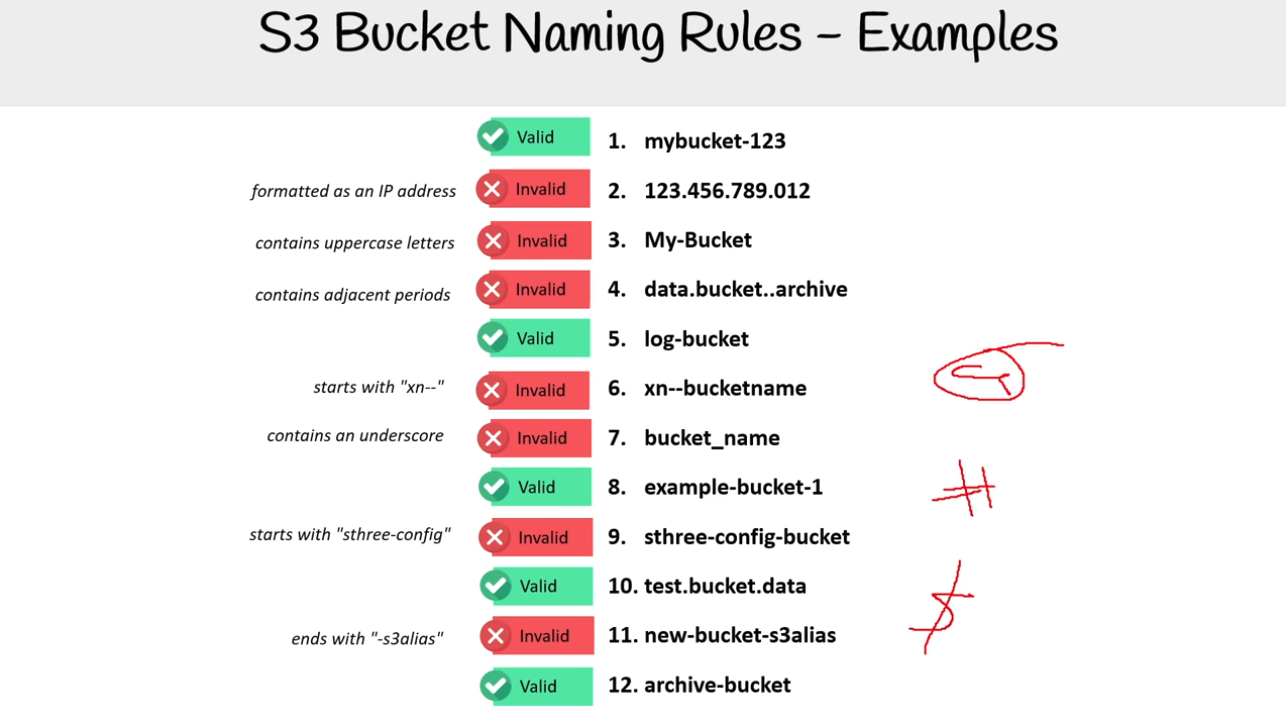 S3 Bucket Naming Rules – Examples
Valid 1. mybucket-123
formatted as an IP address Invalid 2. 123.456.789.012
contains uppercase letters Invalid 3. My-Bucket
contains adjacent periods Invalid 4. data.bucket..archive
Valid 5. log-bucket
starts with "xn--" Invalid 6. xn--bucketname
contains an underscore Invalid 7. bucket_name
Valid 8. example-bucket-1
starts with "sthree-config" Invalid 9. sthree-config-bucket
Valid 10. test.bucket.data
ends with "-s3alias" Invalid 11. new-bucket-s3alias
Valid 12. archive-bucket
#
$